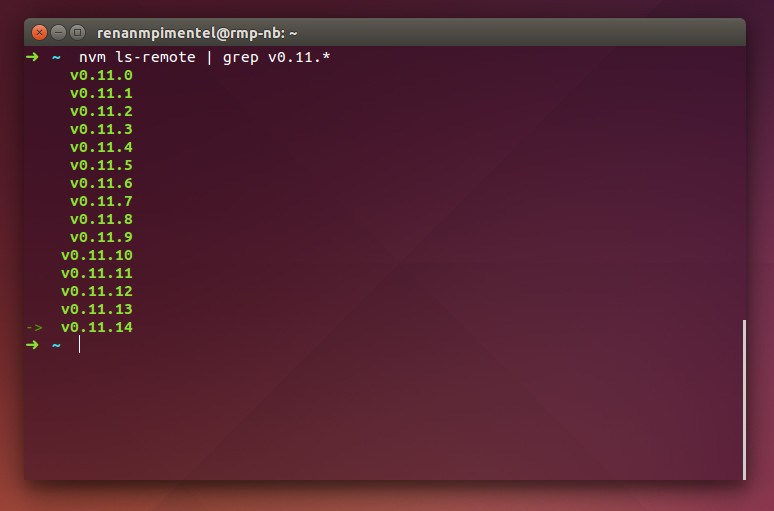 renanmpimentel@rmp-nb: ~
➜ ~ nvm ls-remote | grep v0.11.*
v0.11.0
v0.11.1
v0.11.2
v0.11.3
v0.11.4
v0.11.5
v0.11.6
v0.11.7
v0.11.8
v0.11.9
v0.11.10
v0.11.11
v0.11.12
v0.11.13
-> v0.11.14
➜ ~